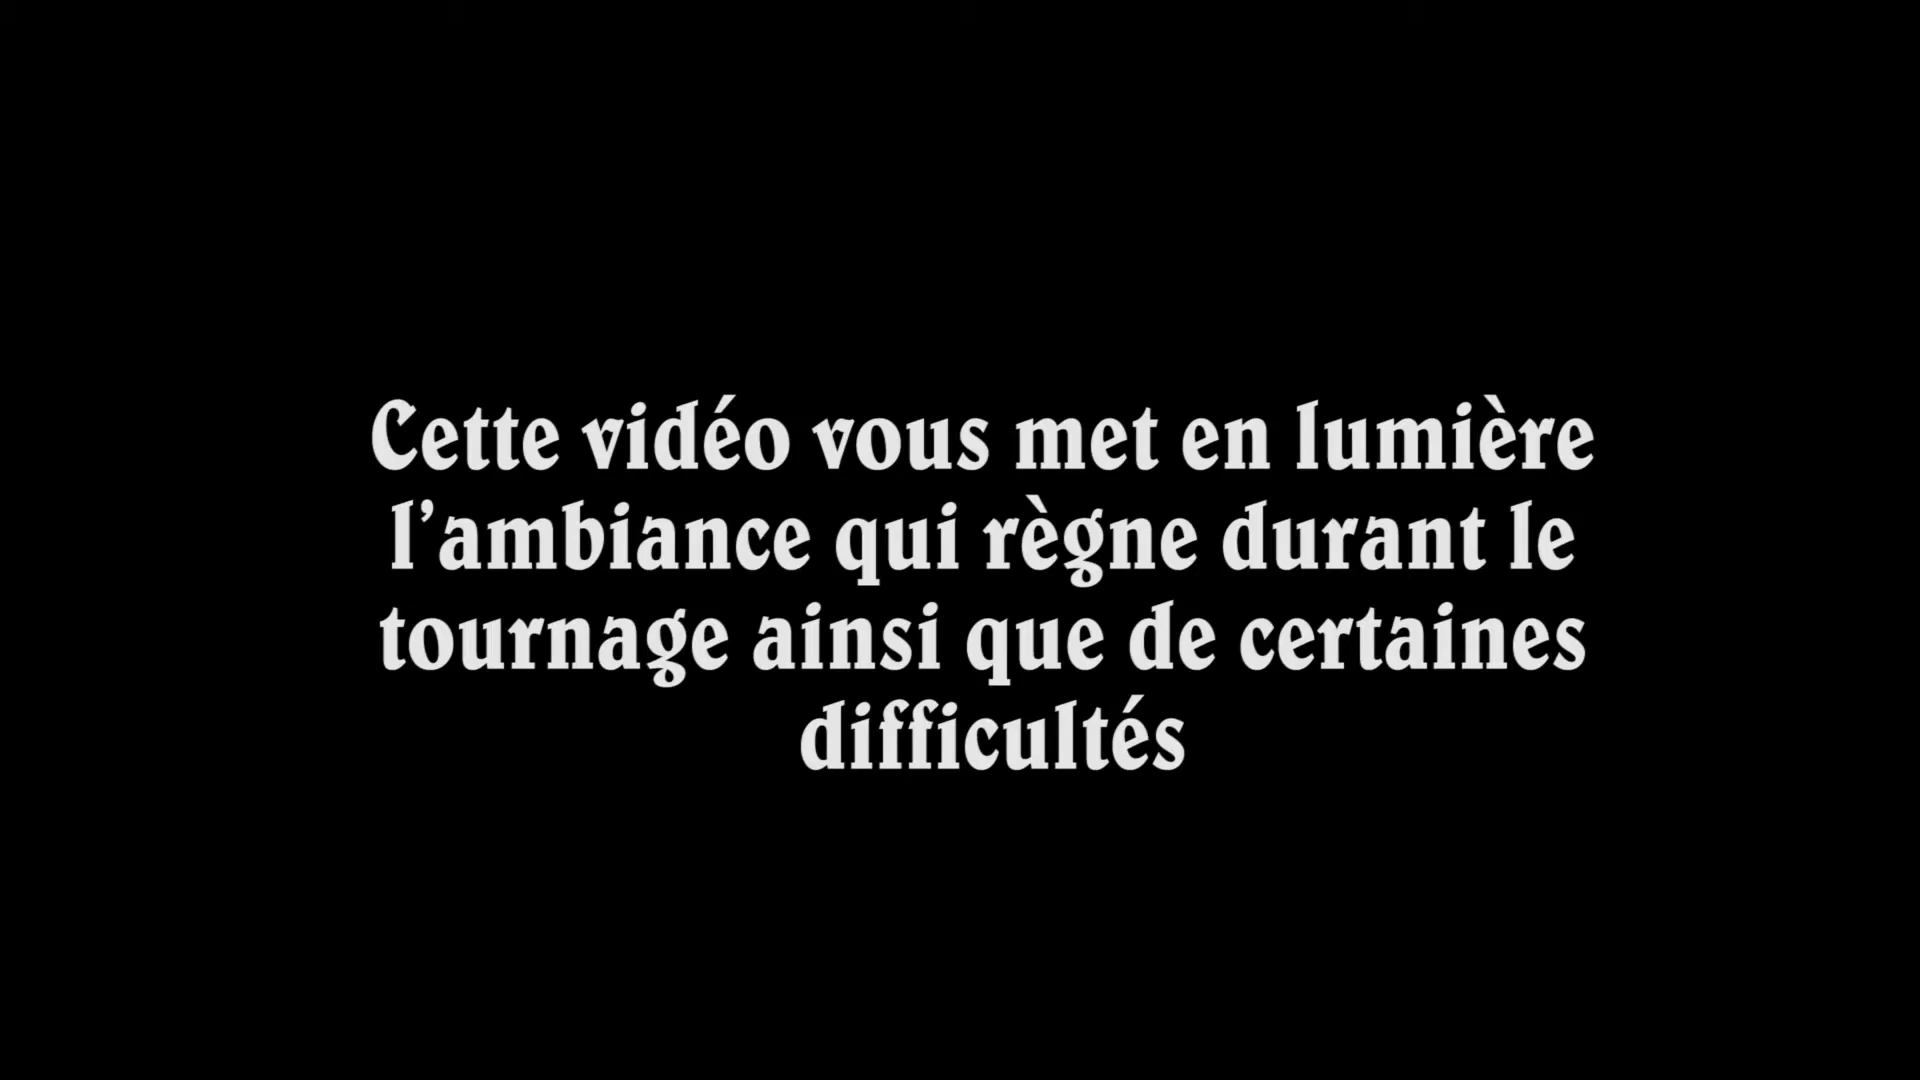 Cette vidéo vous met en lumière
l’ambiance qui règne durant le
tournage ainsi que de certaines
difficultés